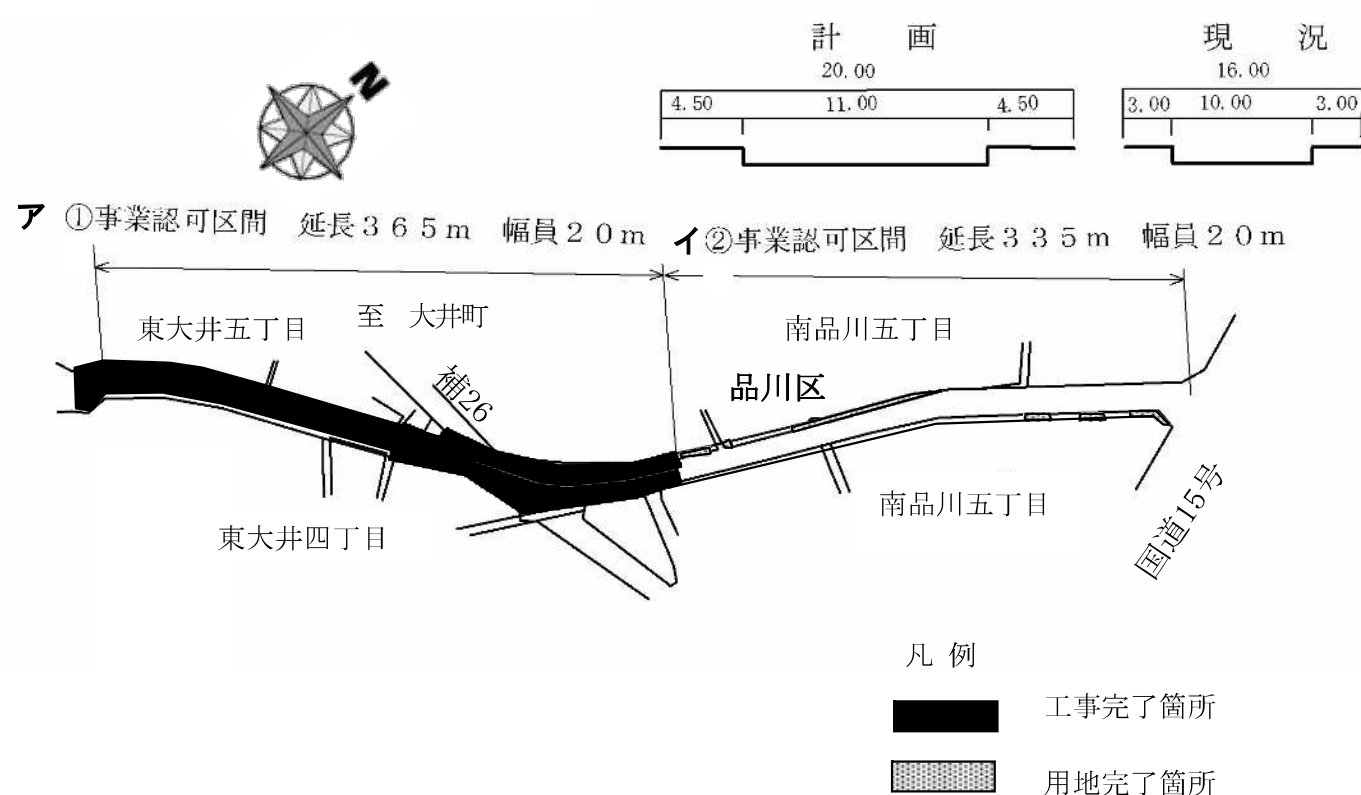 計 画
20.00
4.50 11.00 4.50
現 況
16.00
3.00 10.00 3.00
N
ア ①事業認可区間 延長365m 幅員20m
イ②事業認可区間 延長335m 幅員20m
東大井五丁目
至 大井町
補26
南品川五丁目
品川区
東大井四丁目
南品川五丁目
国道15号
凡 例
工事完了箇所
用地完了箇所